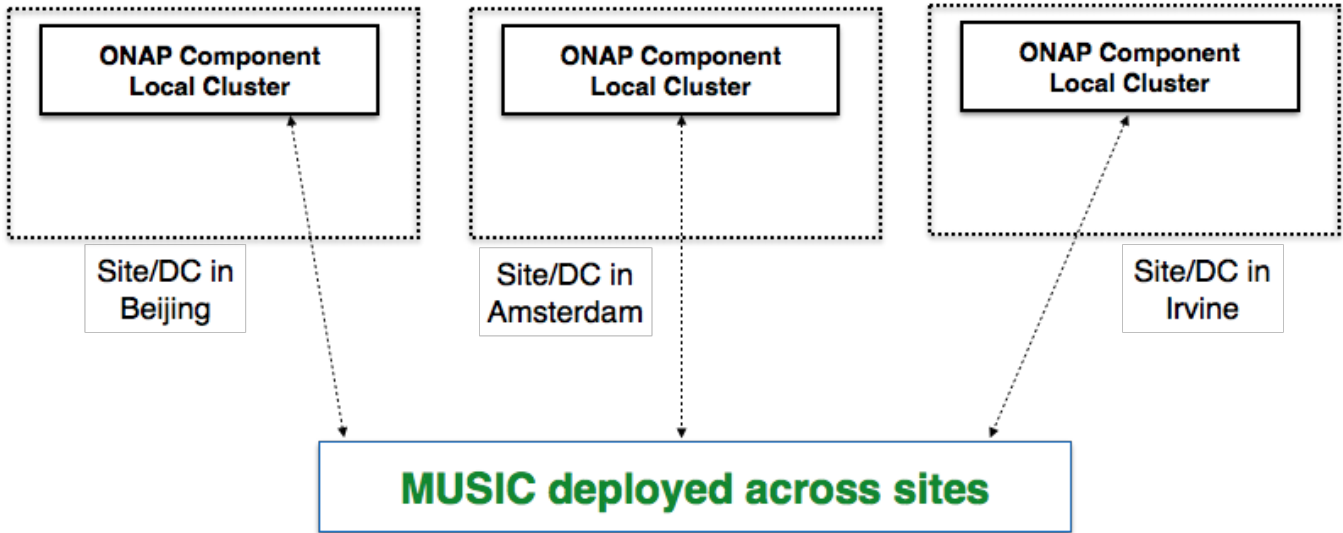 ONAP Component
Local Cluster
ONAP Component
Local Cluster
ONAP Component
Local Cluster
Site/DC in
Beijing
Site/DC in
Amsterdam
Site/DC in
Irvine
MUSIC deployed across sites